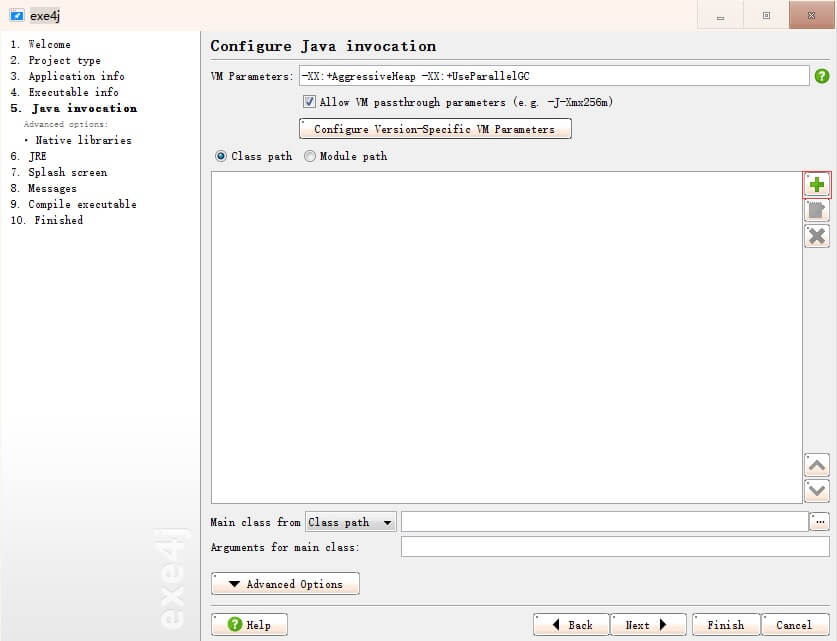 exe4j
1. Welcome
2. Project type
3. Application info
4. Executable info
5. Java invocation
Advanced options:
• Native libraries
6. JRE
7. Splash screen
8. Messages
9. Compile executable
10. Finished
exe4j
Configure Java invocation
VM Parameters: -XX:+AggressiveHeap -XX:+UseParallelGC
Allow VM passthrough parameters (e.g. -J-Xmx256m)
Configure Version-Specific VM Parameters
Class path Module path
Main class from Class path ...
Arguments for main class:
Advanced Options
Help Back Next Finish Cancel